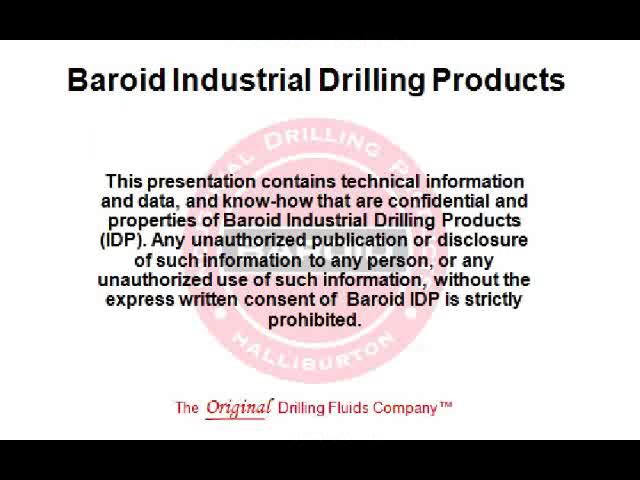 Baroid Industrial Drilling Products
This presentation contains technical information
and data, and know-how that are confidential and
properties of Baroid Industrial Drilling Products
(IDP). Any unauthorized publication or disclosure
of such information to any person, or any
unauthorized use of such information, without the
express written consent of Baroid IDP is strictly
prohibited.
HALLIBURTON
The Original Drilling Fluids Company™